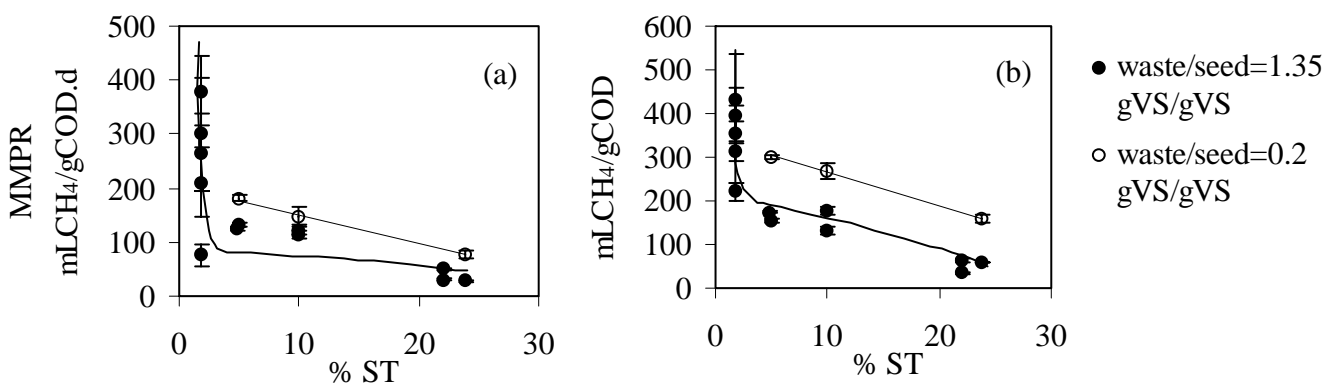 MMPR
mLCH4/gCOD.d
500
400
300
200
100
0
(a)
0 10 20 30
% ST
mLCH4/gCOD
600
500
400
300
200
100
0
(b)
0 10 20 30
% ST
waste/seed=1.35
gVS/gVS
waste/seed=0.2
gVS/gVS